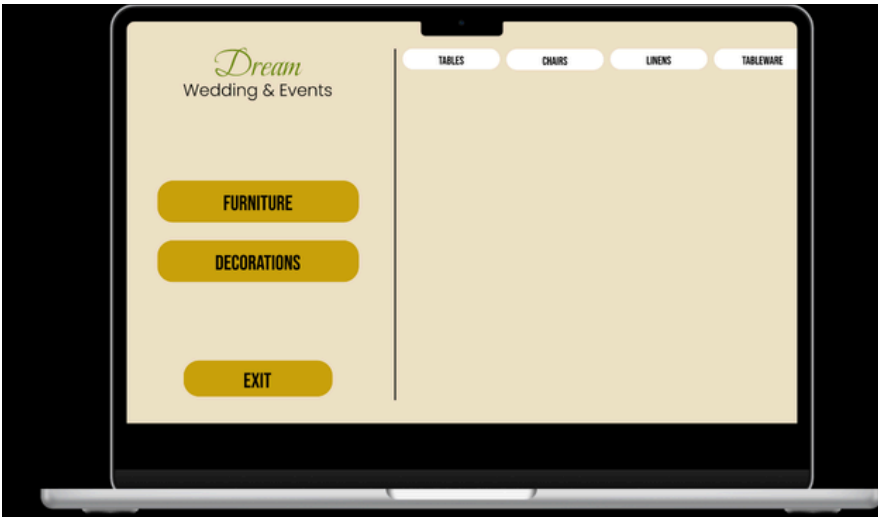 Dream
Wedding & Events
TABLES
CHAIRS
LINENS
TABLEWARE
FURNITURE
DECORATIONS
EXIT